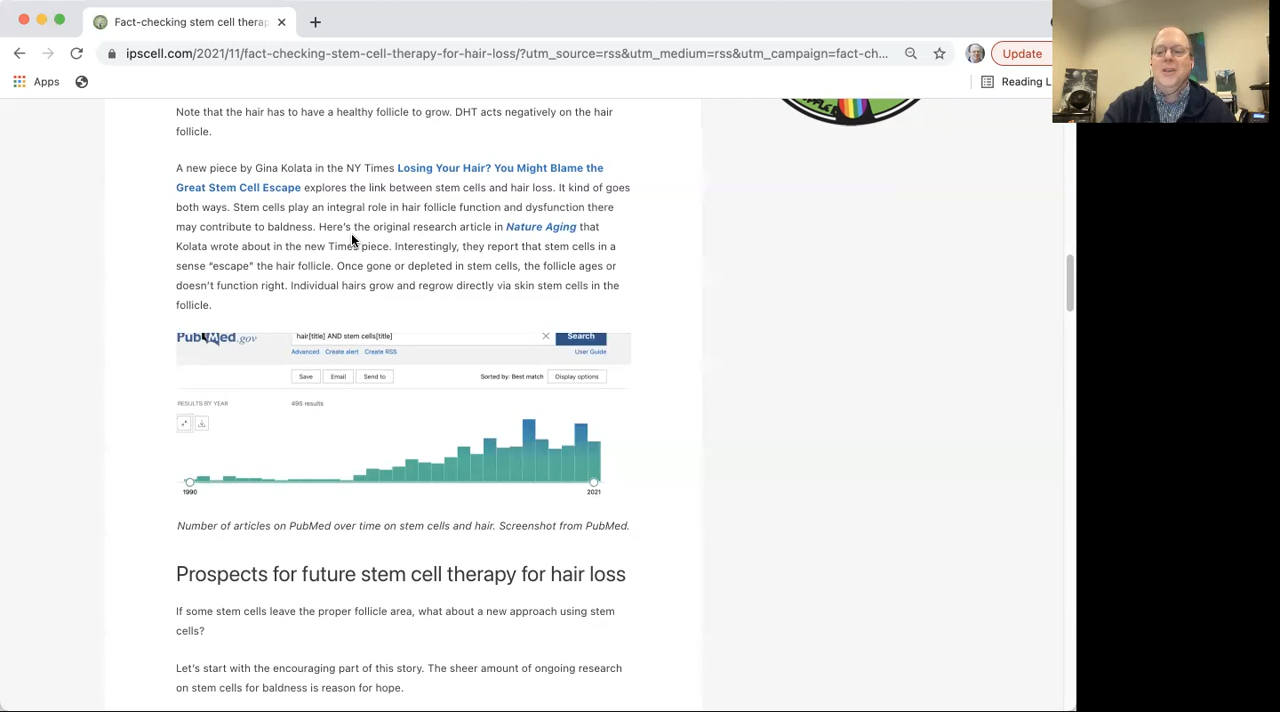 Fact-checking stem cell therap
ipscell.com/2021/11/fact-checking-stem-cell-therapy-for-hair-loss/?utm_source=rss&utm_medium=rss&utm_campaign=fact-ch...
Update
Apps
Reading L
Note that the hair has to have a healthy follicle to grow. DHT acts negatively on the hair
follicle.
A new piece by Gina Kolata in the NY Times Losing Your Hair? You Might Blame the
Great Stem Cell Escape explores the link between stem cells and hair loss. It kind of goes
both ways. Stem cells play an integral role in hair follicle function and dysfunction there
may contribute to baldness. Here's the original research article in Nature Aging that
Kolata wrote about in the new Times piece. Interestingly, they report that stem cells in a
sense "escape" the hair follicle. Once gone or depleted in stem cells, the follicle ages or
doesn't function right. Individual hairs grow and regrow directly via skin stem cells in the
follicle.
PubMed.gov
hair[title] AND stem cells[title]
Search
Advanced Create alert Create RSS
User Guide
Save Email Send to
Sorted by: Best match Display options
RESULTS BY YEAR
495 results
1990
2021
Number of articles on PubMed over time on stem cells and hair. Screenshot from PubMed.
Prospects for future stem cell therapy for hair loss
If some stem cells leave the proper follicle area, what about a new approach using stem
cells?
Let's start with the encouraging part of this story. The sheer amount of ongoing research
on stem cells for baldness is reason for hope.